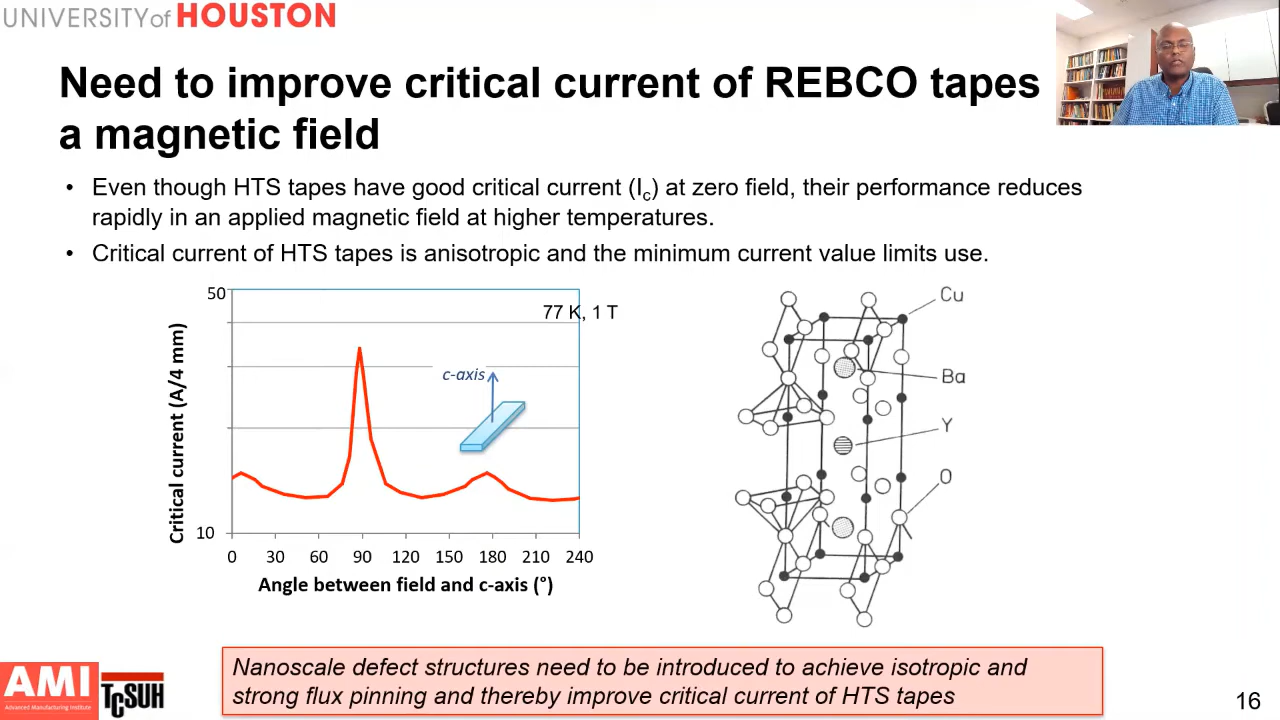 UNIVERSITY of HOUSTON
Need to improve critical current of REBCO tapes
a magnetic field
• Even though HTS tapes have good critical current (Ic) at zero field, their performance reduces
rapidly in an applied magnetic field at higher temperatures.
• Critical current of HTS tapes is anisotropic and the minimum current value limits use.
50
77 K, 1 T
c-axis
Critical current (A/4 mm)
10
0 30 60 90 120 150 180 210 240
Angle between field and c-axis (°)
Cu
Ba
Y
O
Nanoscale defect structures need to be introduced to achieve isotropic and
strong flux pinning and thereby improve critical current of HTS tapes
AMI
Advanced Manufacturing Institute
TCSUH
16